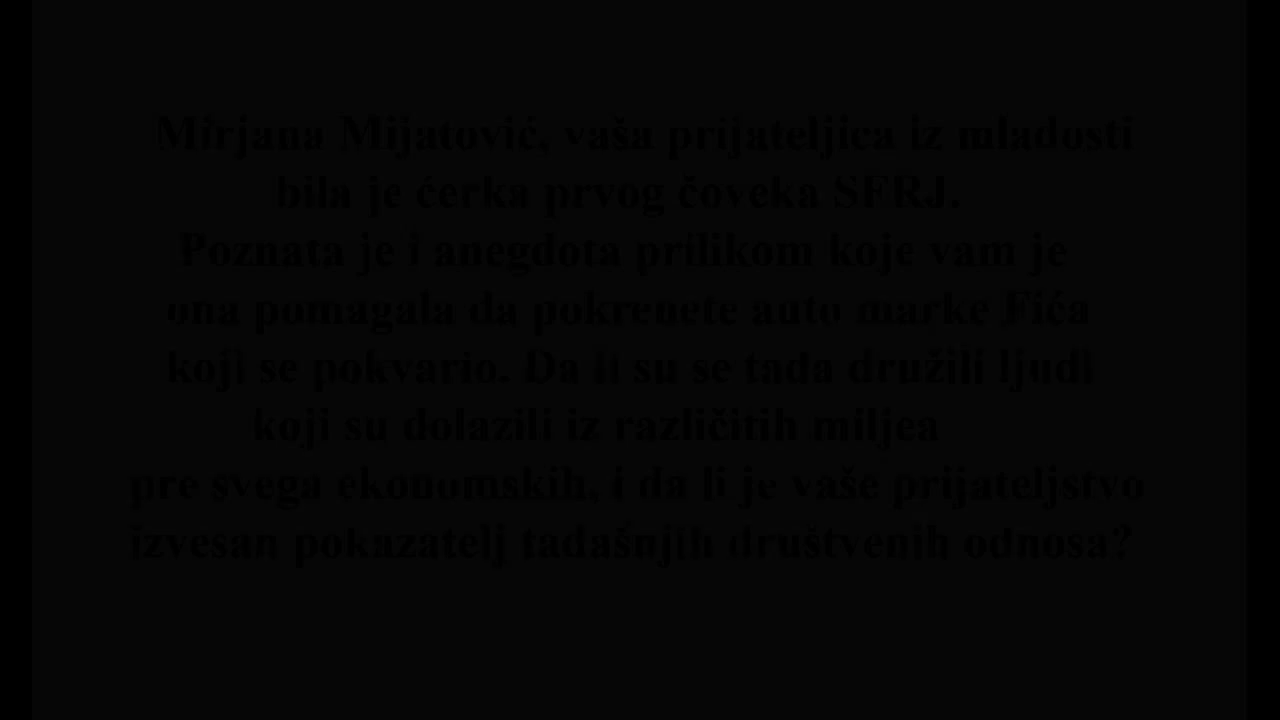 Mirjana Mijatović, vaša prijateljica iz mladosti
bila je ćerka prvog čoveka SFRJ.
Poznata je i anegdota prilikom koje vam je
ona pomagala da pokrenete auto marke Fića
koji se pokvario. Da li su se tada družili ljudi
koji su dolazili iz različitih miljea
pre svega ekonomskih, i da li je vaše prijateljstvo
izvesan pokazatelj tadašnjih društvenih odnosa?